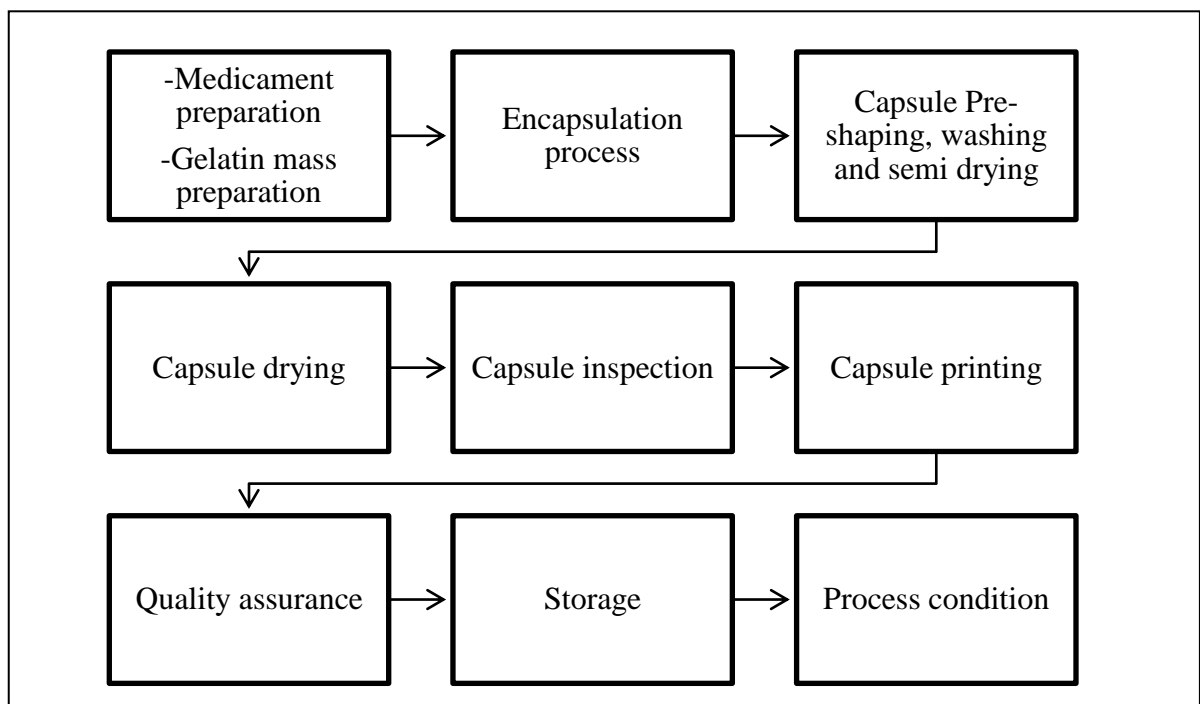 -Medicament
preparation
-Gelatin mass
preparation
Encapsulation
process
Capsule Pre-
shaping, washing
and semi drying
Capsule drying
Capsule inspection
Capsule printing
Quality assurance
Storage
Process condition